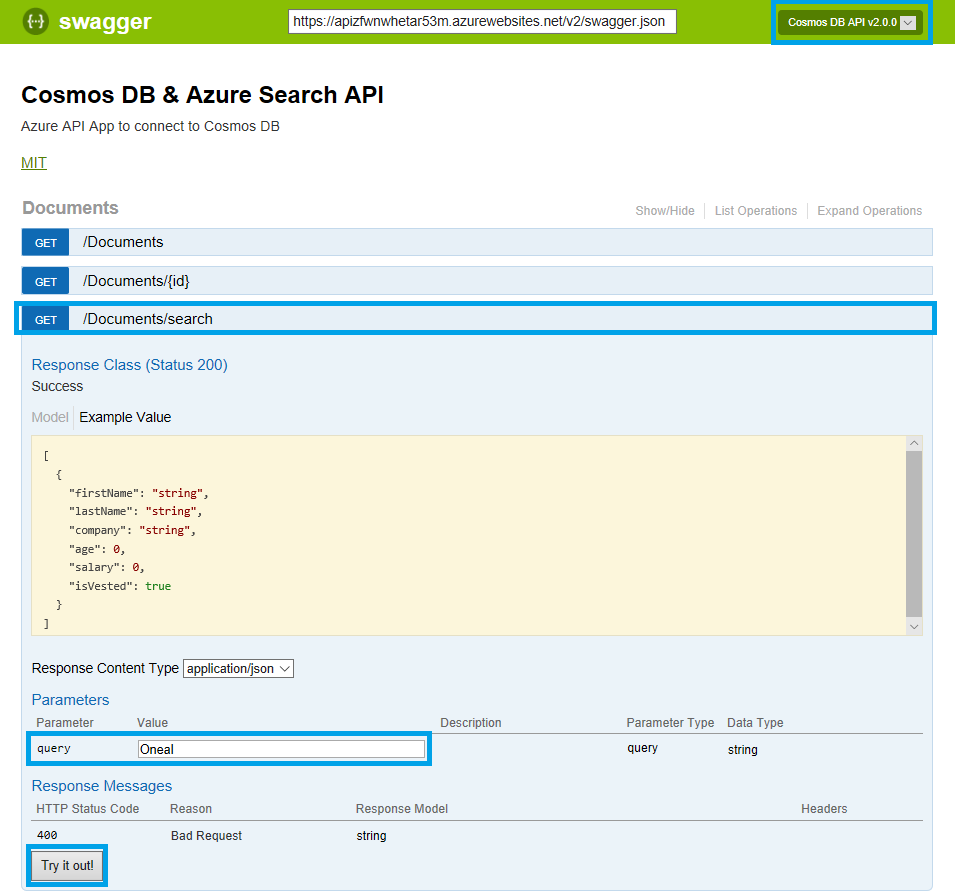 {··} swagger https://apizfwnwhetar53m.azurewebsites.net/v2/swagger.json Cosmos DB API v2.0.0
Cosmos DB & Azure Search API
Azure API App to connect to Cosmos DB
MIT
Documents Show/Hide List Operations Expand Operations
GET /Documents
GET /Documents/{id}
GET /Documents/search
Response Class (Status 200)
Success
Model Example Value
[
  {
    "firstName": "string",
    "lastName": "string",
    "company": "string",
    "age": 0,
    "salary": 0,
    "isVested": true
  }
]
Response Content Type application/json
Parameters
Parameter Value Description Parameter Type Data Type
query Oneal query string
Response Messages
HTTP Status Code Reason Response Model Headers
400 Bad Request string
Try it out!